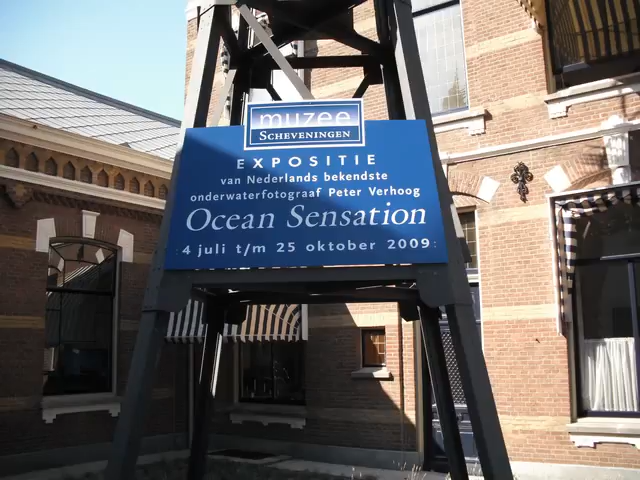 muzee
SCHEVENINGEN
EXPOSITIE
van Nederlands bekendste
onderwaterfotograaf Peter Verhoog
Ocean Sensation
4 juli t/m 25 oktober 2009